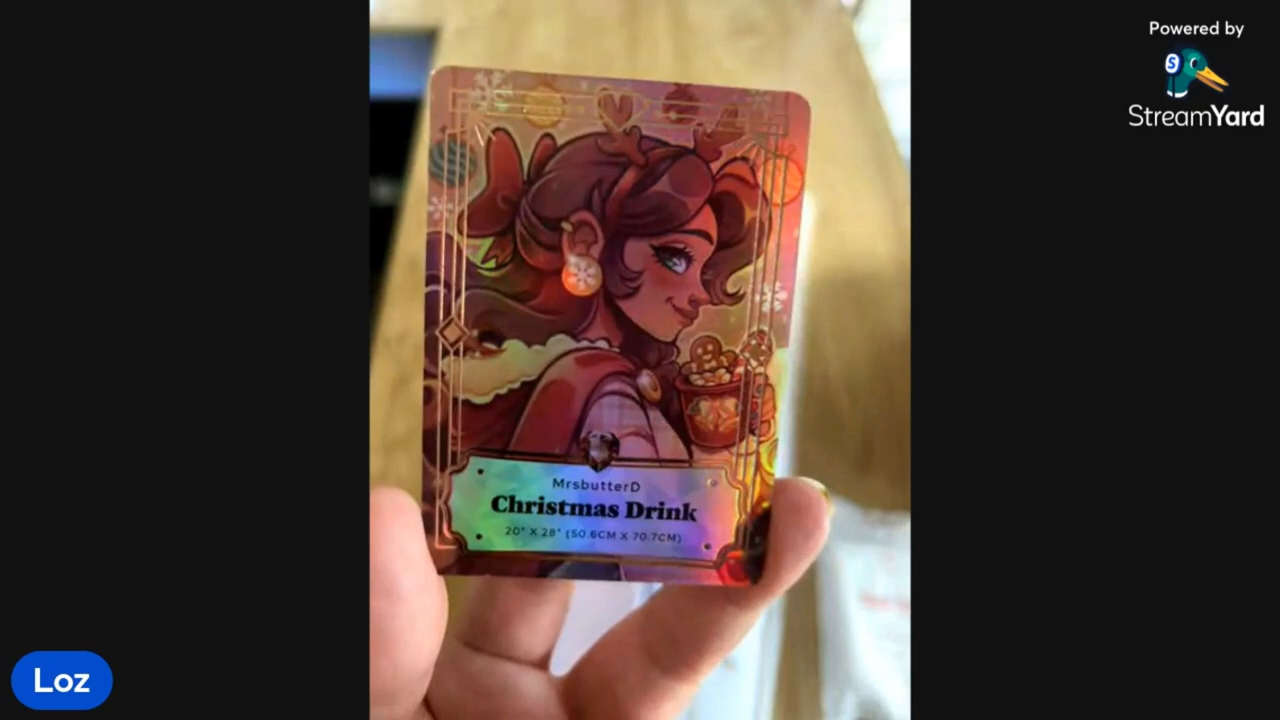 Powered by
S
StreamYard
MrsbutterD
Christmas Drink
20" X 28" (50.6CM X 70.7CM)
Loz